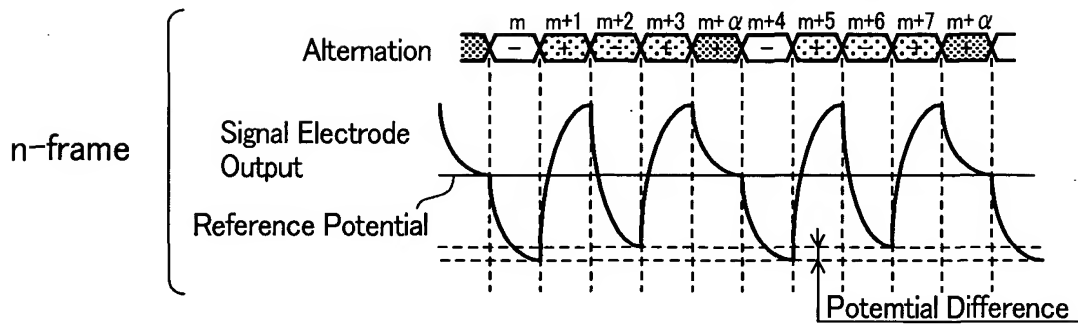 m m+1 m+2 m+3 m+α m+4 m+5 m+6 m+7 m+α
Alternation - + - + + - + - + +
n-frame
Signal Electrode
Output
Reference Potential
Potemtial Difference